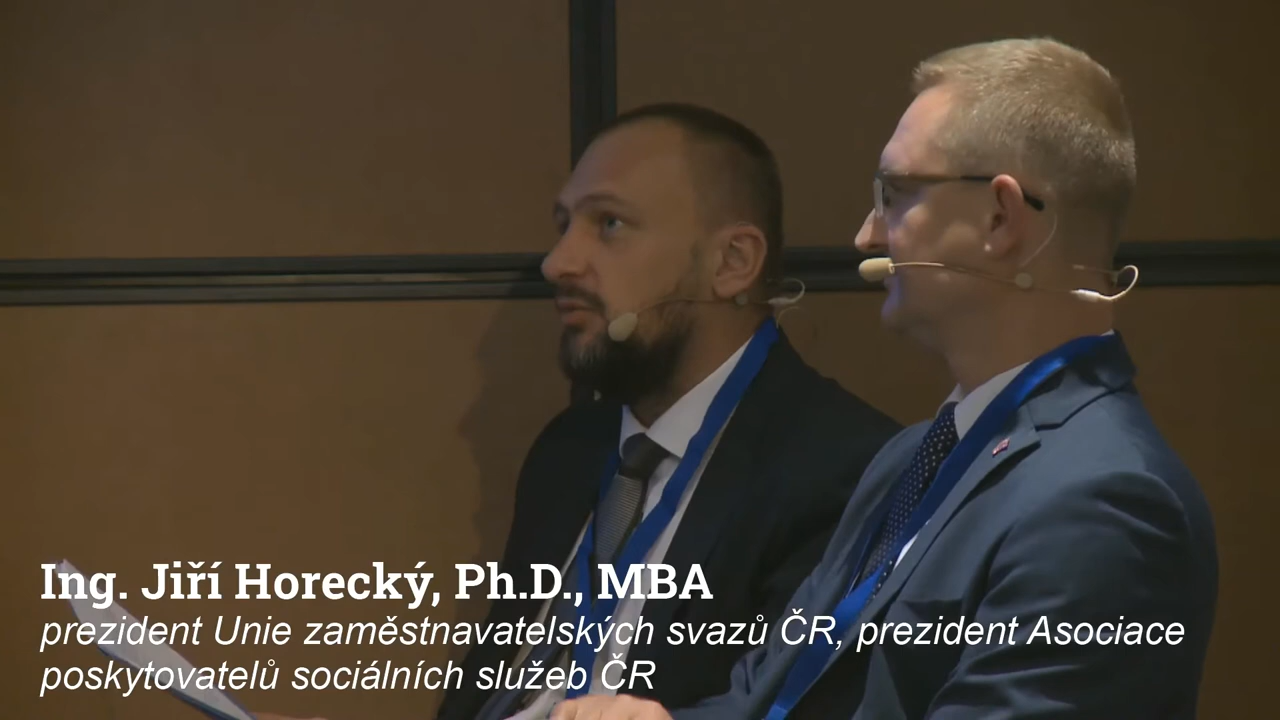 Ing. Jiří Horecký, Ph.D., MBA
prezident Unie zaměstnavatelských svazů ČR, prezident Asociace
poskytovatelů sociálních služeb ČR